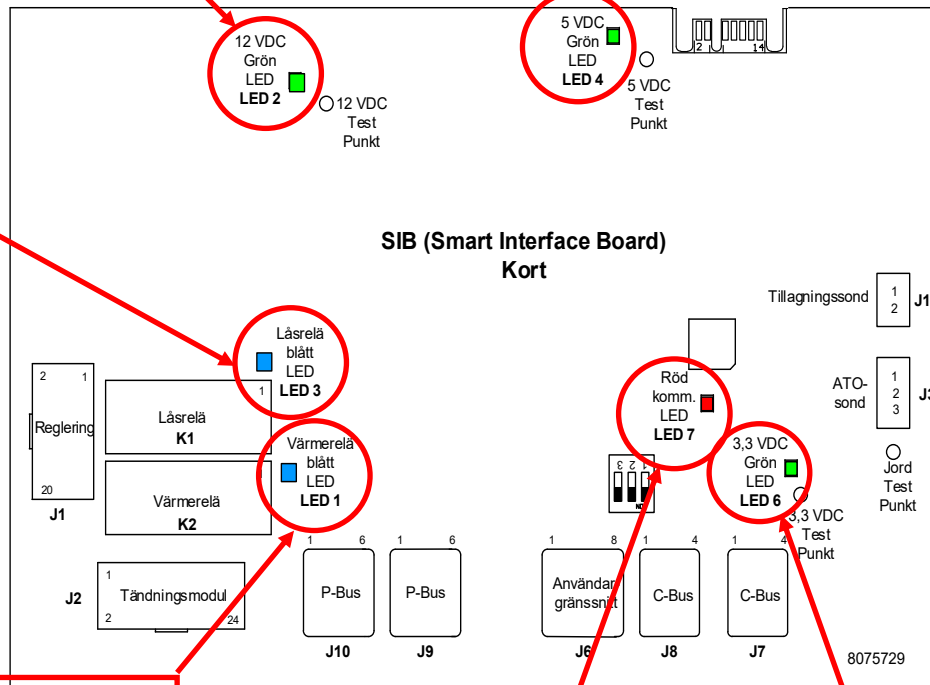 12 VDC
Grön
LED
LED 2
12 VDC
Test
Punkt
5 VDC
Grön
LED
LED 4
5 VDC
Test
Punkt
2
14
SIB (Smart Interface Board)
Kort
Tillagningssond
1
2
J1
Låsrelä
blått
LED
LED 3
2
1
Reglering
20
J1
1
Låsrelä
K1
Värmerelä
blått
LED
LED 1
Värmerelä
K2
Röd
komm.
LED
LED 7
ATO-
sond
1
2
3
Jord
Test
Punkt
3,3 VDC
Grön
LED
LED 6
3,3 VDC
Test
Punkt
3 2 1
J2
1
Tändningsmodul
2
24
1
6
P-Bus
J10
1
6
P-Bus
J9
1
8
Användar
gränssnitt
J6
1
4
C-Bus
J8
1
4
C-Bus
J7
8075729